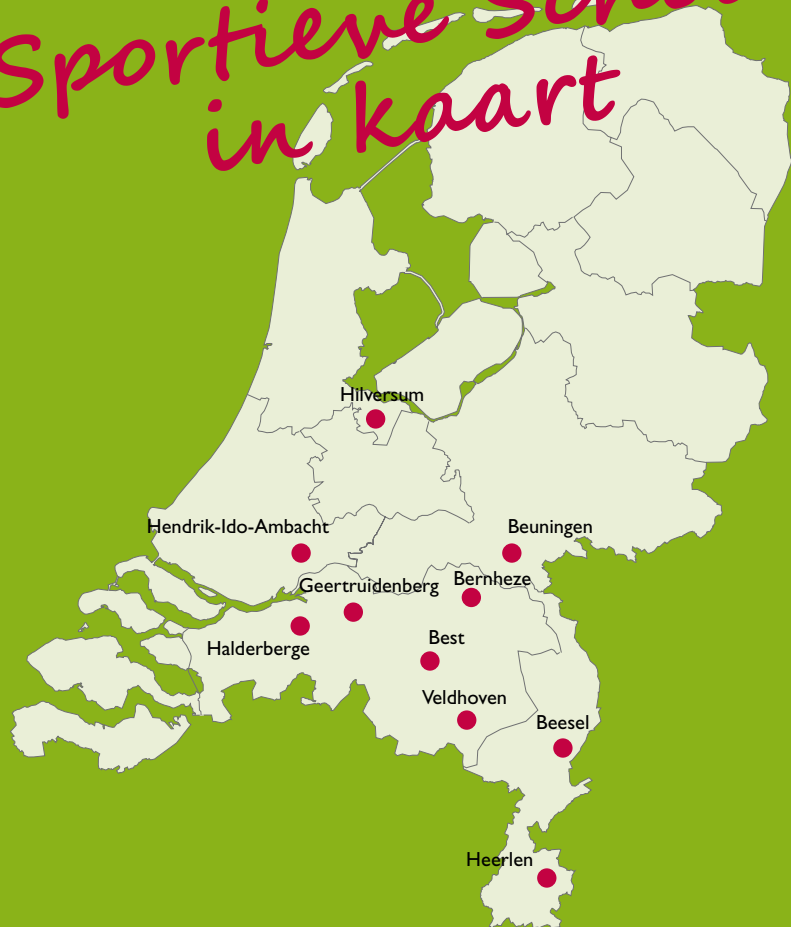 Sportieve
in kaart
Hilversum
Hendrik-Ido-Ambacht
Beuningen
Geertruidenberg
Bernheze
Halderberge
Best
Veldhoven
Beesel
Heerlen